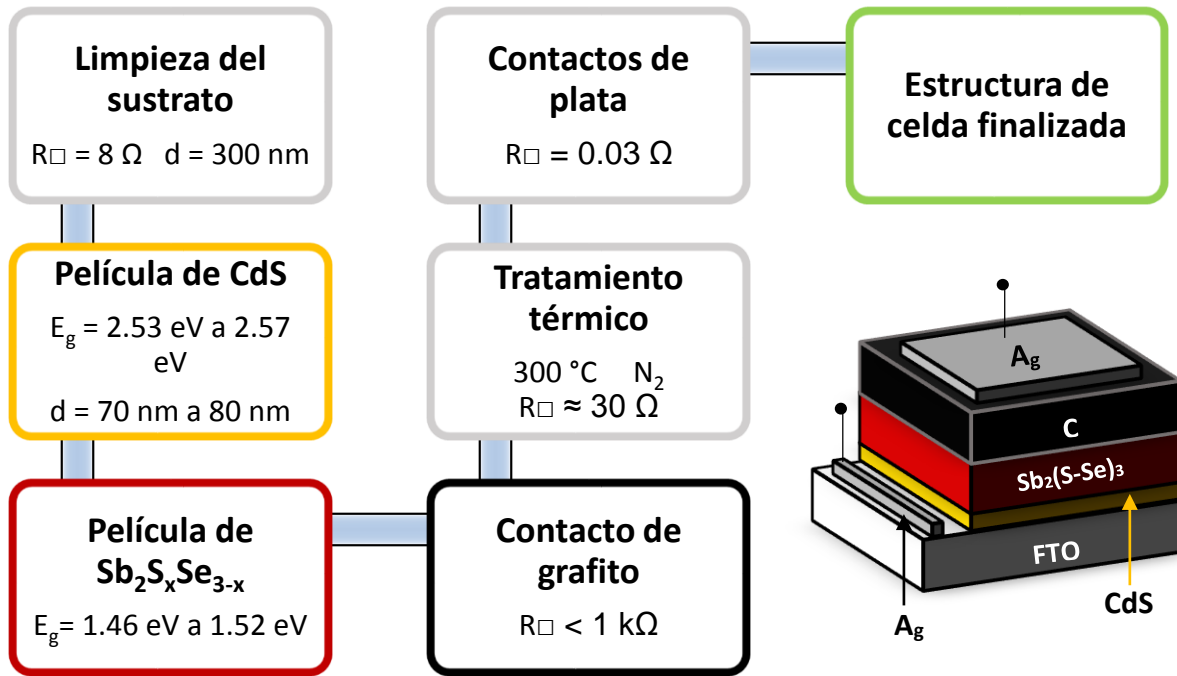 Limpieza del
sustrato
R□ = 8 Ω d = 300 nm
Película de CdS
E₉ = 2.53 eV a 2.57
eV
d = 70 nm a 80 nm
Película de
Sb₂SₓSe₃₋ₓ
E₉= 1.46 eV a 1.52 eV
Contacto de
grafito
R□ < 1 kΩ
Tratamiento
térmico
300 °C N₂
R□ ≈ 30 Ω
Contactos de
plata
R□ = 0.03 Ω
Estructura de
celda finalizada
Ag
C
Sb₂(S-Se)₃
FTO
CdS
Ag